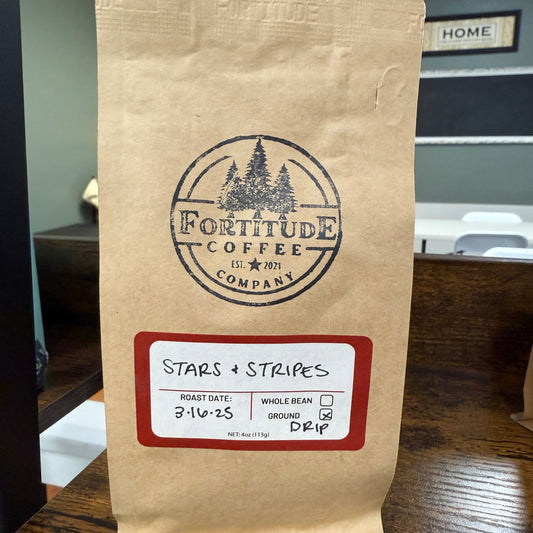 FORTITUDE
HOME
FORTITUDE
COFFEE
EST. ★ 2021
COMPANY
STARS & STRIPES
ROAST DATE:
3.16.25
WHOLE BEAN
GROUND
DRIP
NET: 4oz (113g)